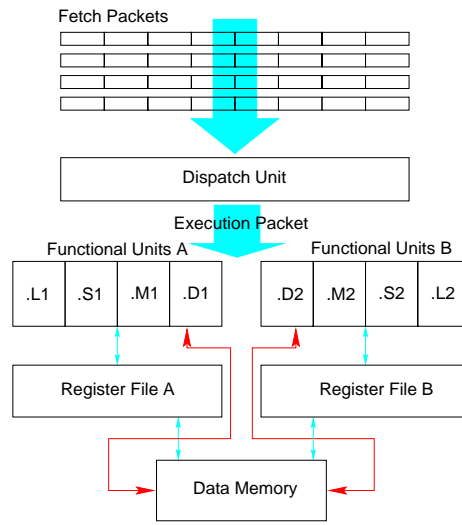 Fetch Packets
Dispatch Unit
Execution Packet
Functional Units A
Functional Units B
.L1 .S1 .M1 .D1
.D2 .M2 .S2 .L2
Register File A
Register File B
Data Memory